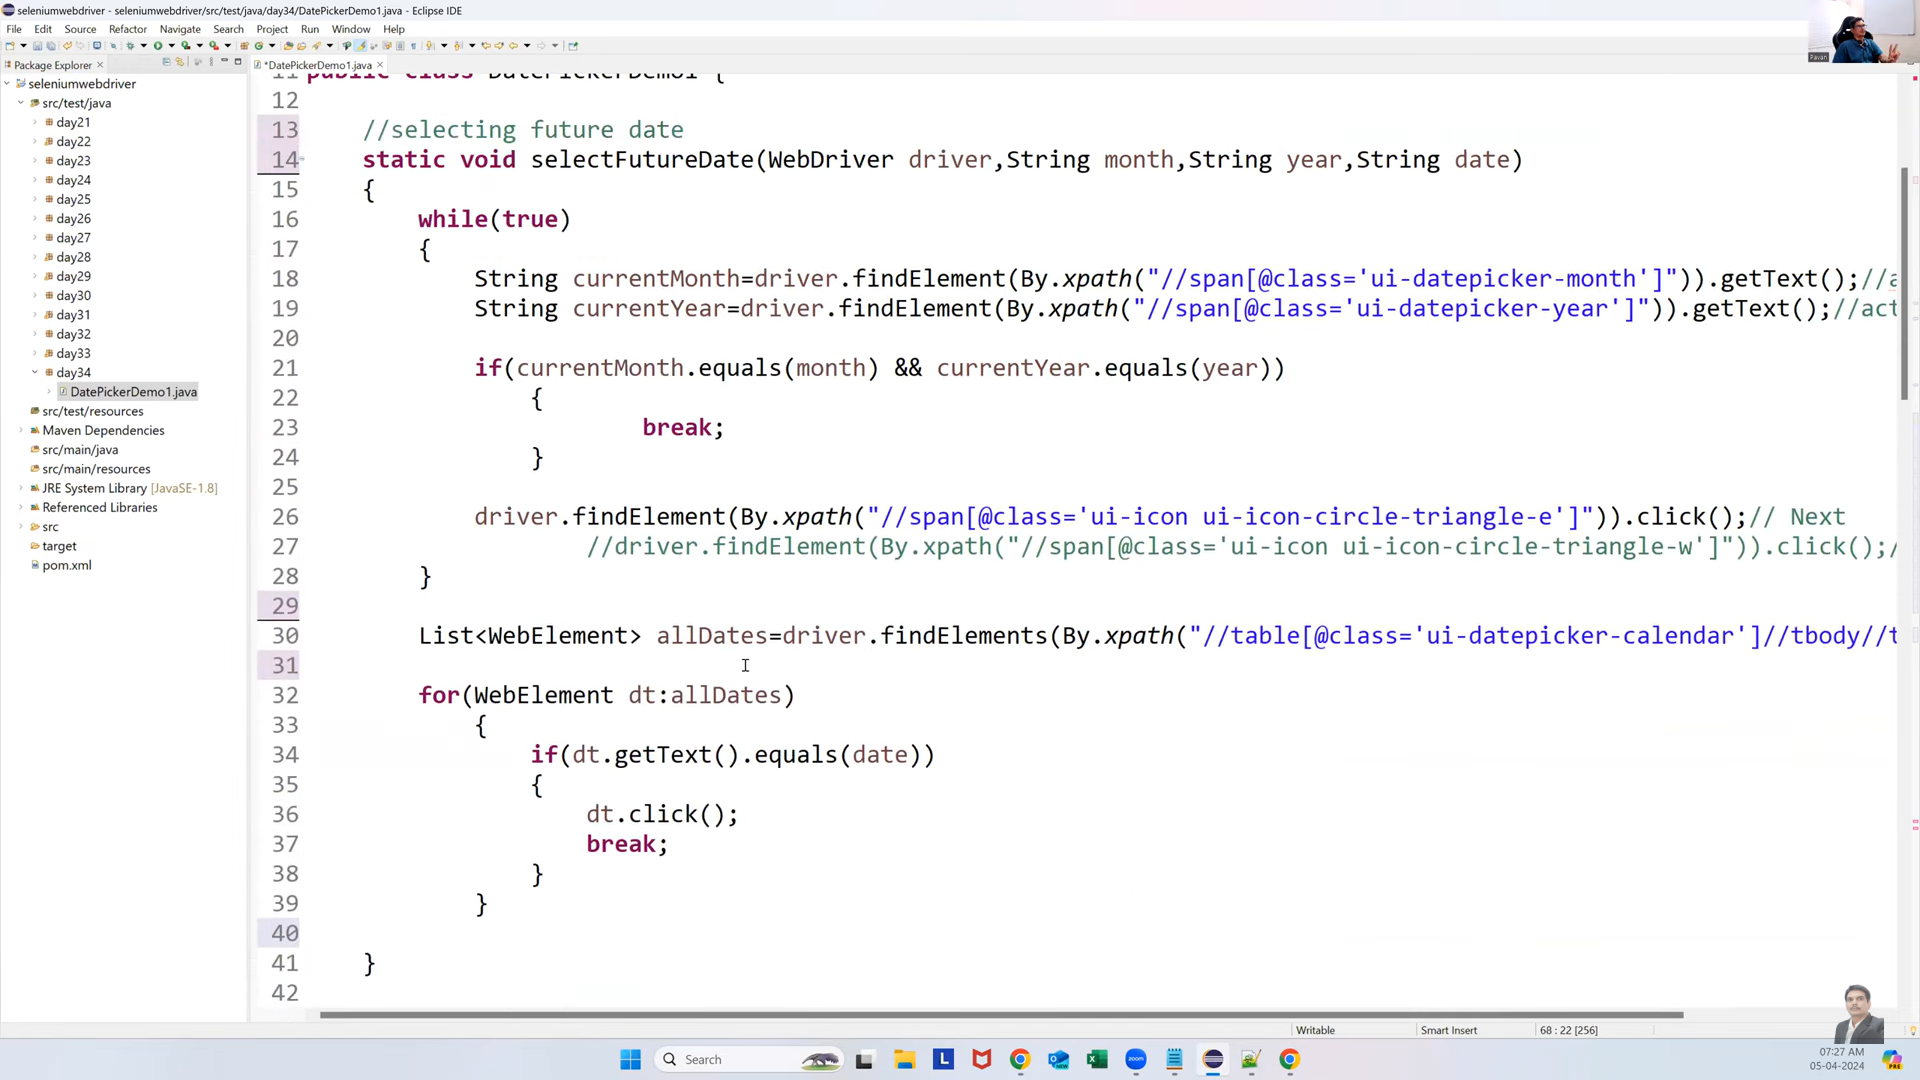 seleniumwebdriver - seleniumwebdriver/src/test/java/day34/DatePickerDemo1.java - Eclipse IDE
File Edit Source Refactor Navigate Search Project Run Window Help
Package Explorer
*DatePickerDemo1.java
seleniumwebdriver
src/test/java
day21
day22
day23
day24
day25
day26
day27
day28
day29
day30
day31
day32
day33
day34
DatePickerDemo1.java
src/test/resources
Maven Dependencies
src/main/java
src/main/resources
JRE System Library [JavaSE-1.8]
Referenced Libraries
src
target
pom.xml
11 public class DatePickerDemo1 {
12
13 //selecting future date
14 static void selectFutureDate(WebDriver driver,String month,String year,String date)
15 {
16 while(true)
17 {
18 String currentMonth=driver.findElement(By.xpath("//span[@class='ui-datepicker-month']")).getText();//a
19 String currentYear=driver.findElement(By.xpath("//span[@class='ui-datepicker-year']")).getText();//act
20
21 if(currentMonth.equals(month) && currentYear.equals(year))
22 {
23 break;
24 }
25
26 driver.findElement(By.xpath("//span[@class='ui-icon ui-icon-circle-triangle-e']")).click();// Next
27 //driver.findElement(By.xpath("//span[@class='ui-icon ui-icon-circle-triangle-w']")).click();/
28 }
29
30 List<WebElement> allDates=driver.findElements(By.xpath("//table[@class='ui-datepicker-calendar']//tbody//t
31
32 for(WebElement dt:allDates)
33 {
34 if(dt.getText().equals(date))
35 {
36 dt.click();
37 break;
38 }
39 }
40
41 }
42
Pavan
Writable Smart Insert 68 : 22 [256]
Search
07:27 AM
05-04-2024